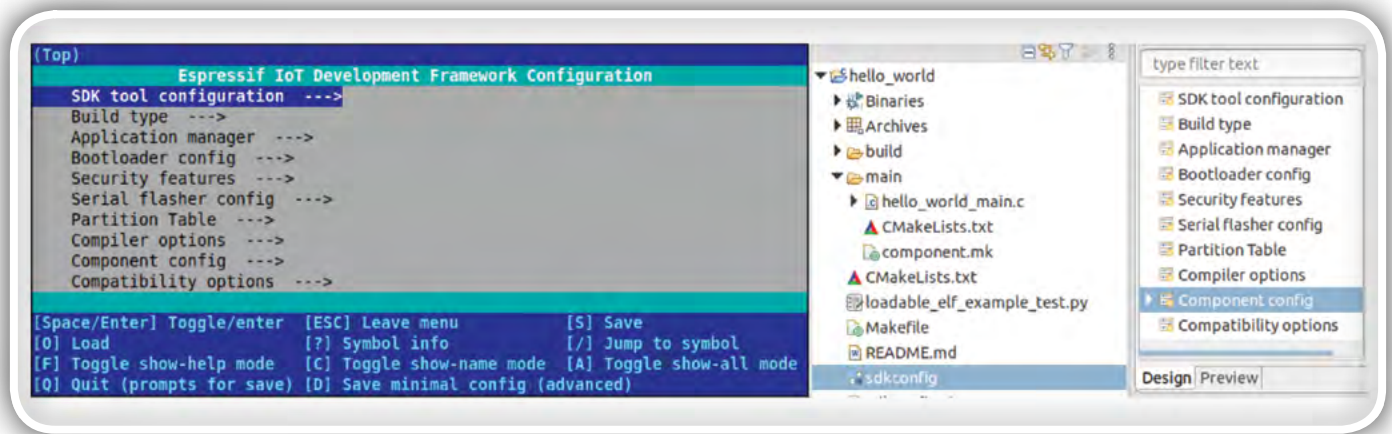 (Top)
Espressif IoT Development Framework Configuration
SDK tool configuration --->
Build type --->
Application manager --->
Bootloader config --->
Security features --->
Serial flasher config --->
Partition Table --->
Compiler options --->
Component config --->
Compatibility options --->
[Space/Enter] Toggle/enter [ESC] Leave menu [S] Save
[O] Load [?] Symbol info [/] Jump to symbol
[F] Toggle show-help mode [C] Toggle show-name mode [A] Toggle show-all mode
[Q] Quit (prompts for save) [D] Save minimal config (advanced)
hello_world
Binaries
Archives
build
main
hello_world_main.c
CMakeLists.txt
component.mk
CMakeLists.txt
loadable_elf_example_test.py
Makefile
README.md
sdkconfig
type filter text
SDK tool configuration
Build type
Application manager
Bootloader config
Security features
Serial flasher config
Partition Table
Compiler options
Component config
Compatibility options
Design Preview